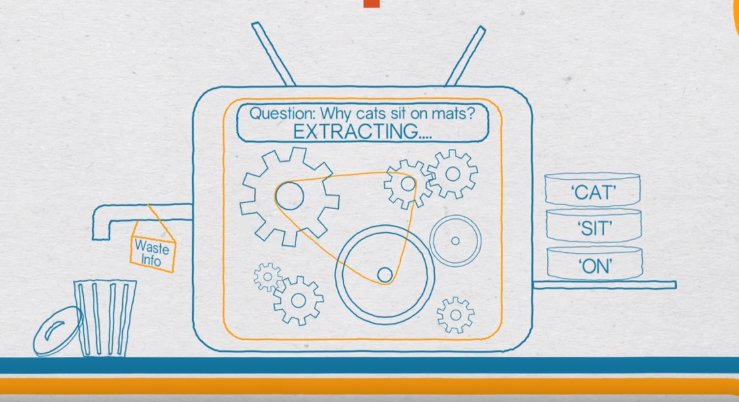 Question: Why cats sit on mats?
EXTRACTING....
'CAT'
'SIT'
'ON'
Waste
Info